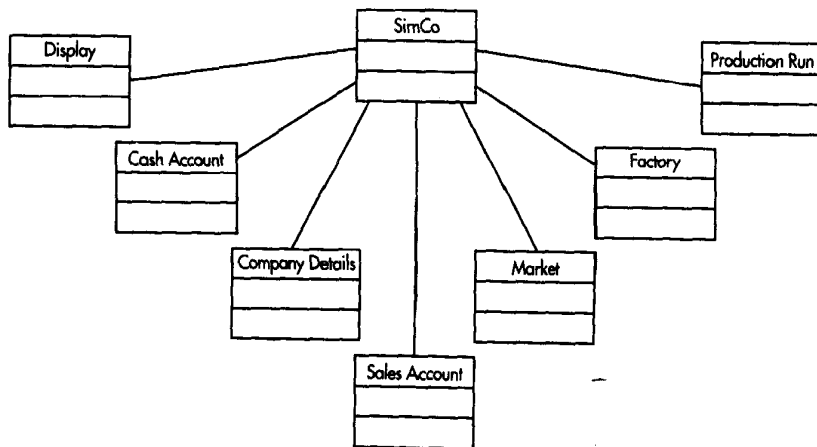 SimCo
Display
Production Run
Cash Account
Factory
Company Details
Market
Sales Account